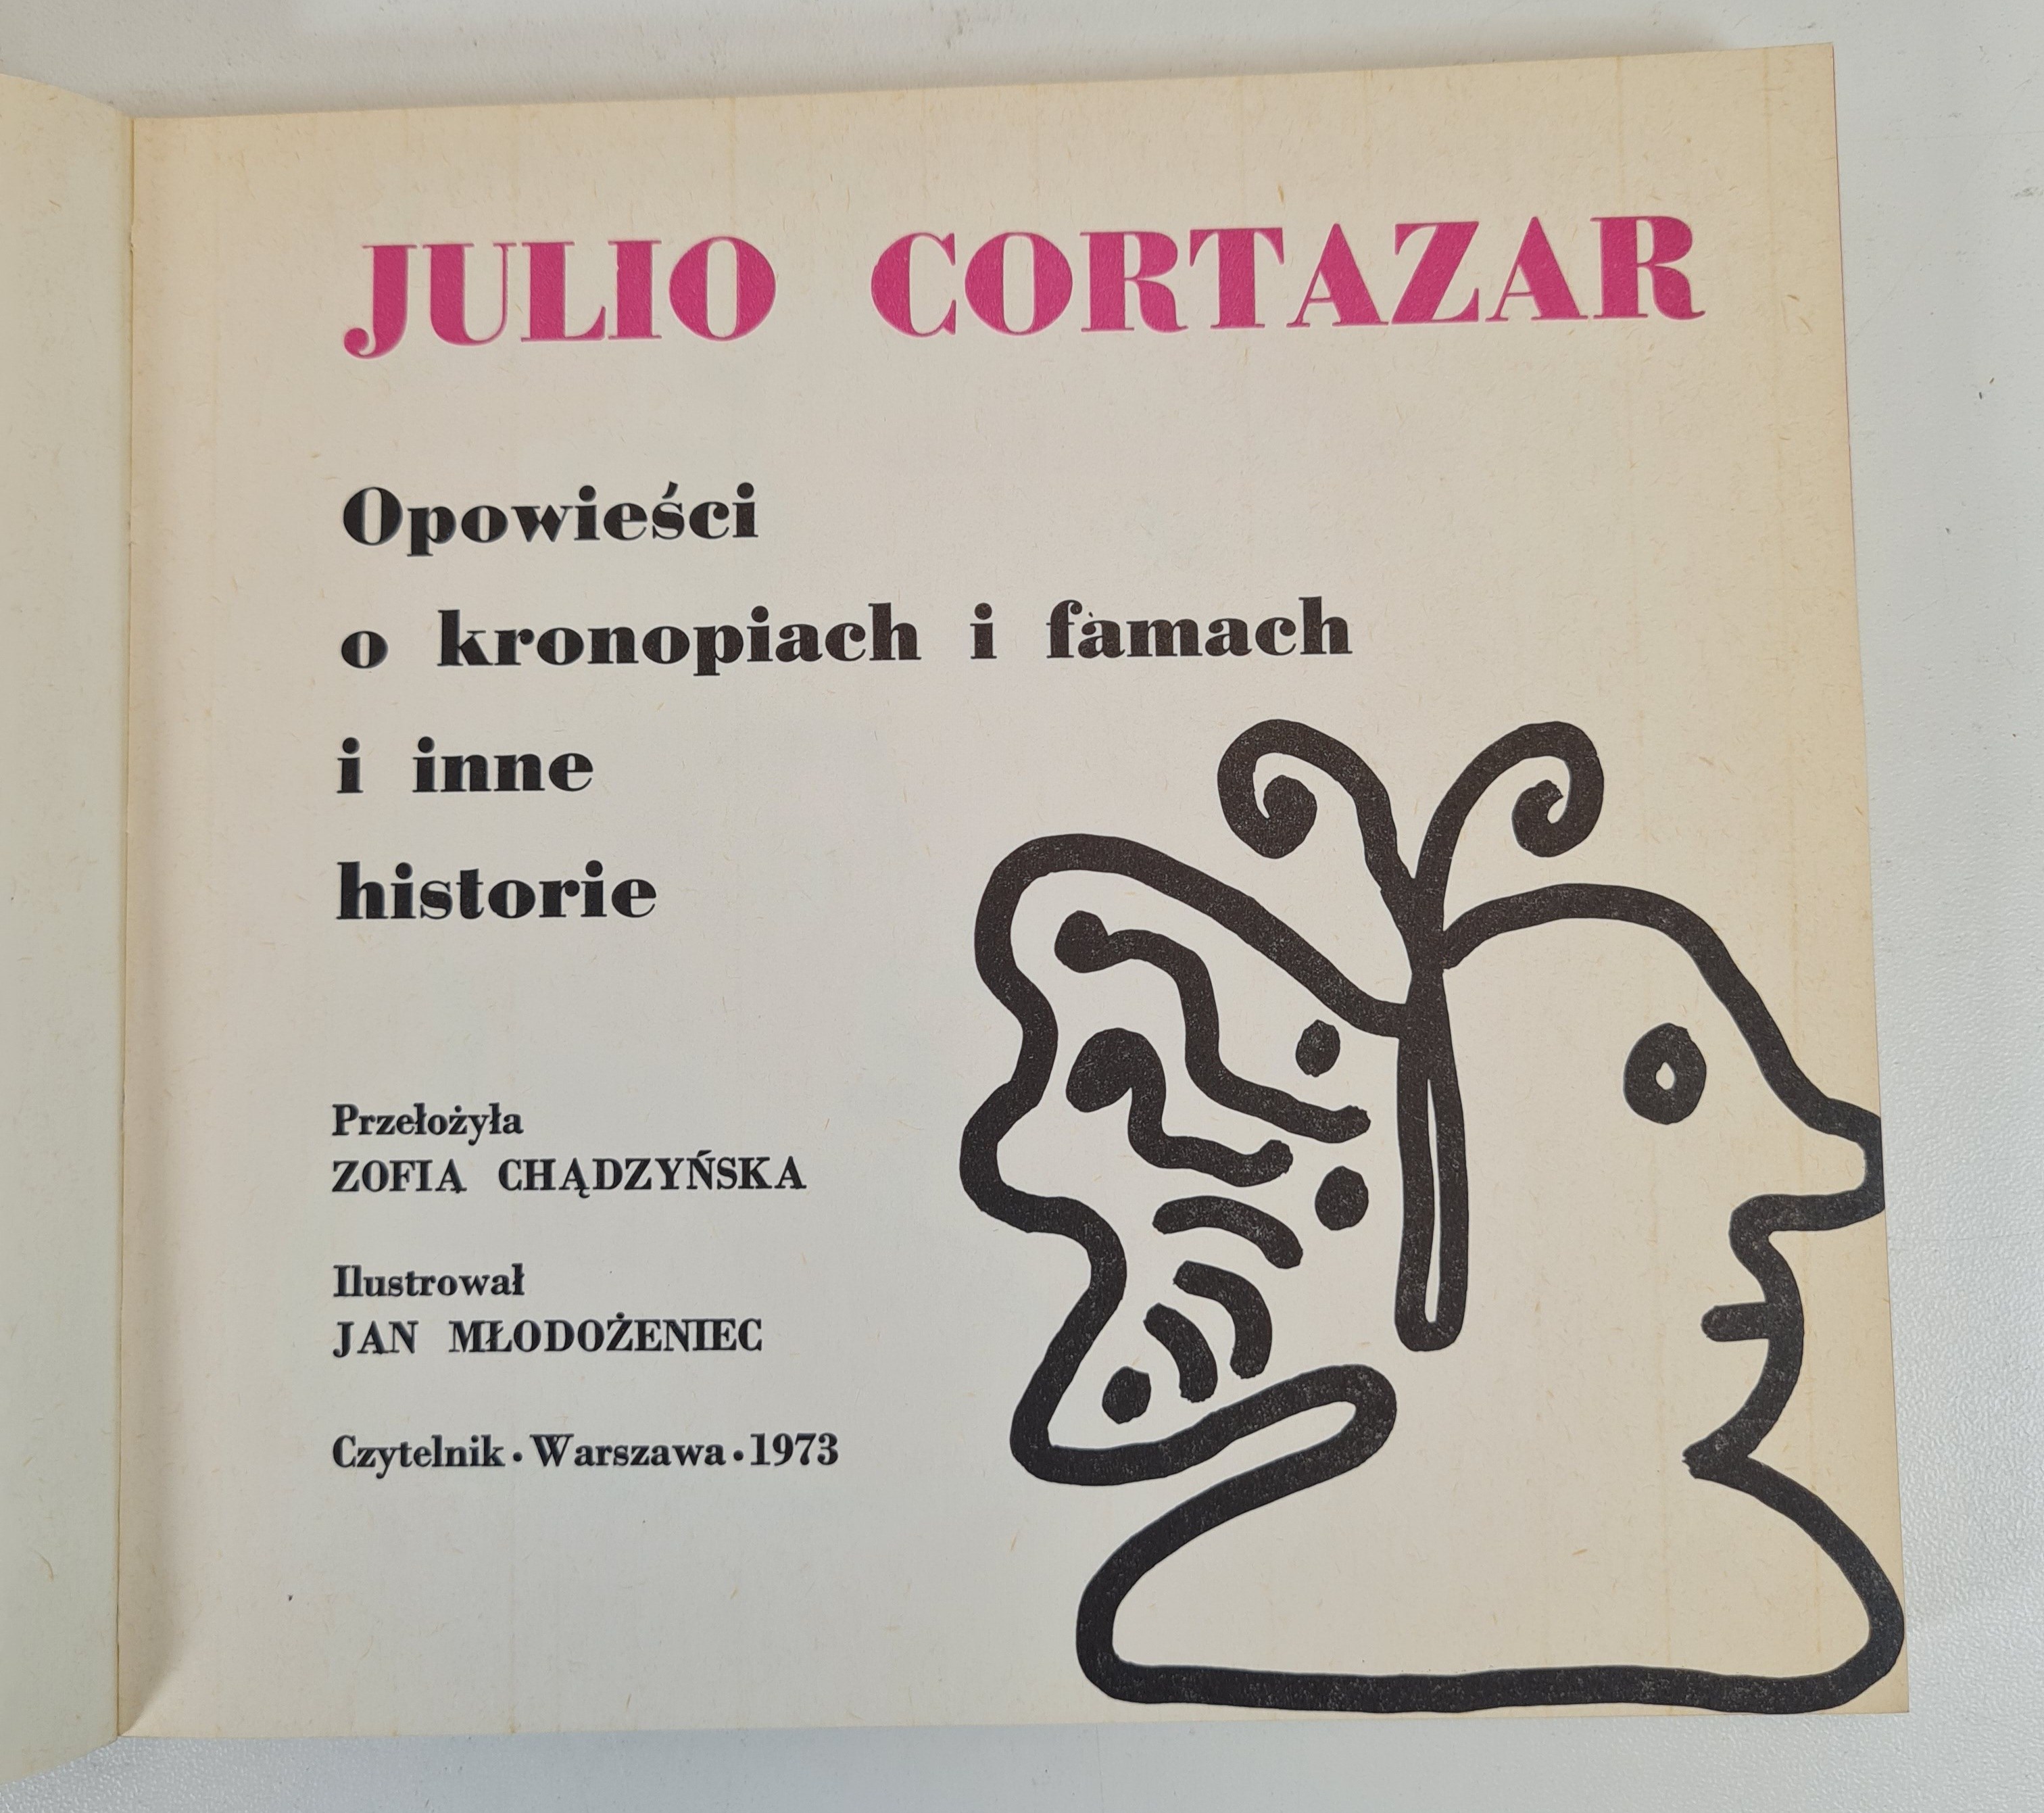 JULIO CORTAZAR
Opowieści
o kronopiach i famach
i inne
historie
Przełożyła
ZOFIA CHĄDZYŃSKA
Ilustrował
JAN MŁODOŻENIEC
Czytelnik • Warszawa • 1973